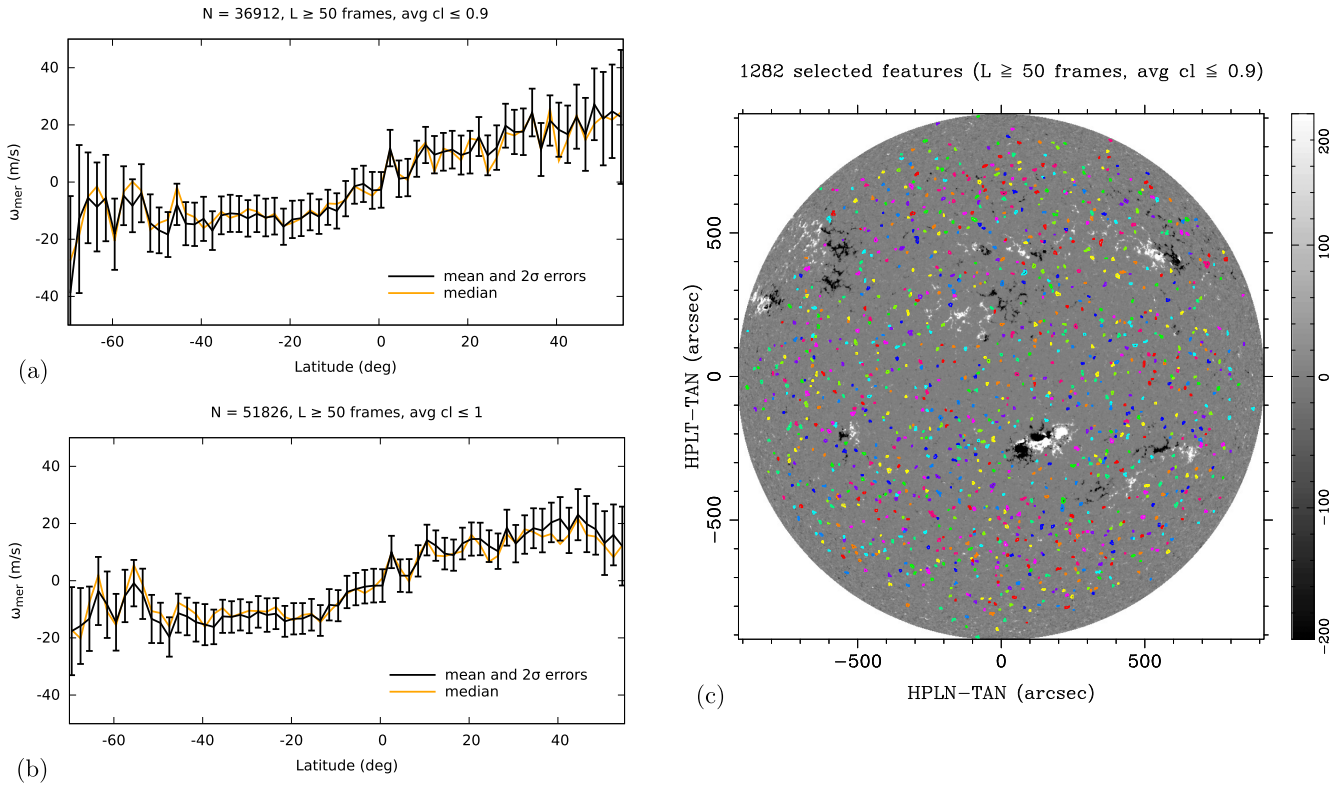 N = 36912, L ≥ 50 frames, avg cl ≤ 0.9
40
20
0
-20
-40
ωmer (m/s)
mean and 2σ errors
median
-60 -40 -20 0 20 40
Latitude (deg)
(a)
N = 51826, L ≥ 50 frames, avg cl ≤ 1
40
20
0
-20
-40
ωmer (m/s)
mean and 2σ errors
median
-60 -40 -20 0 20 40
Latitude (deg)
(b)
1282 selected features (L ≧ 50 frames, avg cl ≦ 0.9)
500
0
−500
HPLT−TAN (arcsec)
−500 0 500
HPLN−TAN (arcsec)
200
100
0
−100
−200
(c)